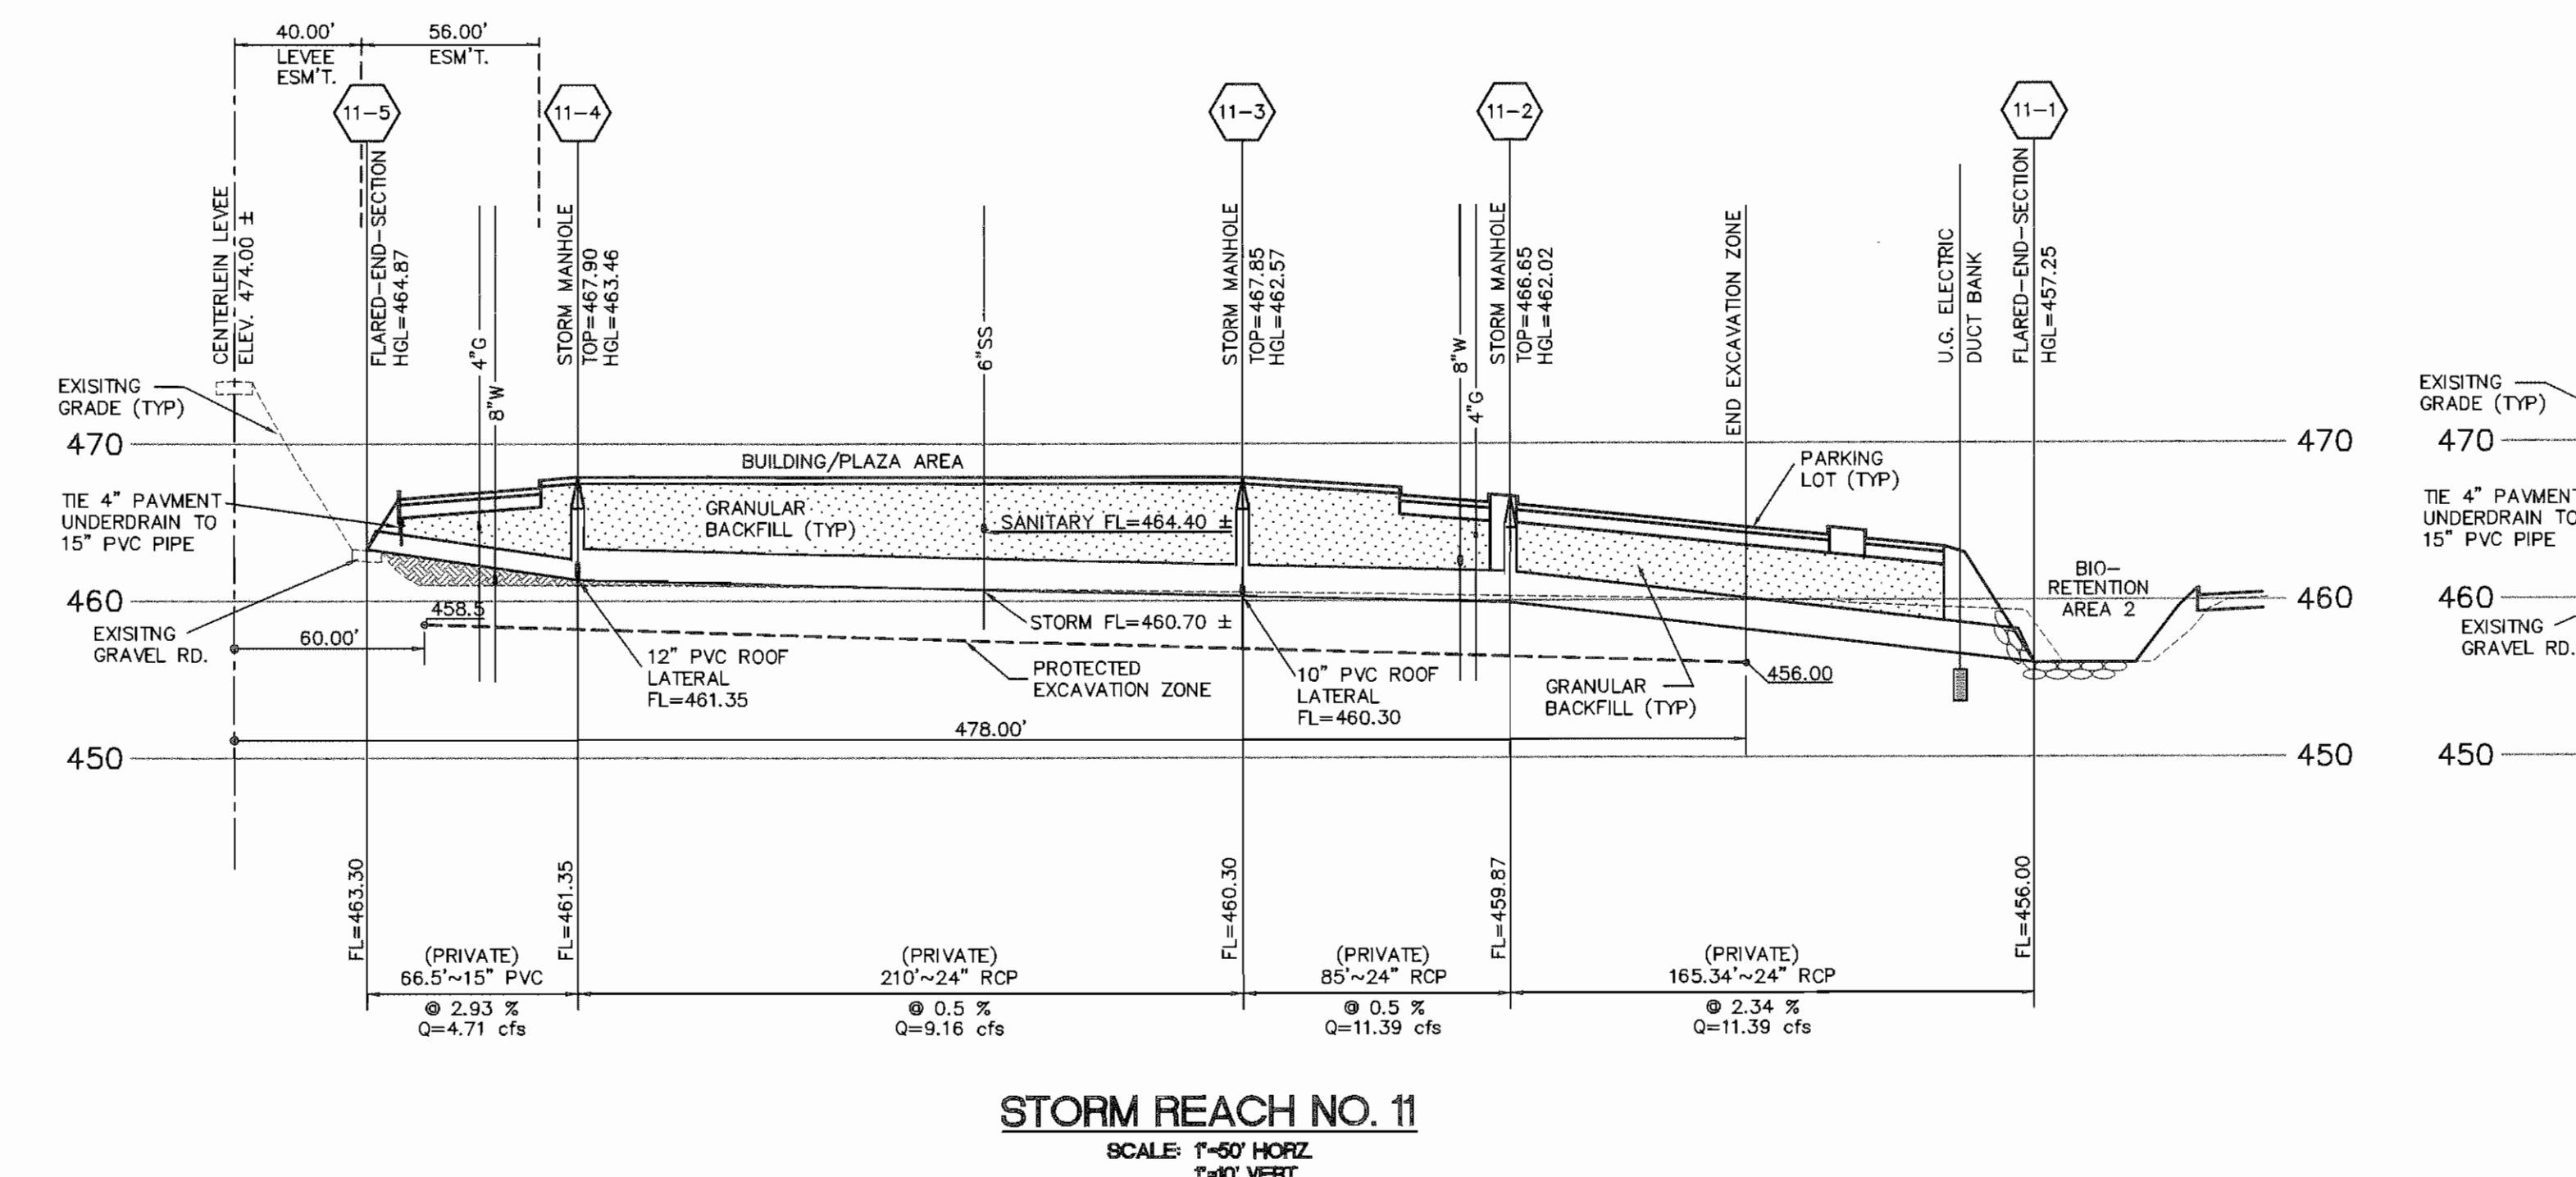 40.00'
LEVEE
ESM'T.
56.00'
ESM'T.
11-5
11-4
11-3
11-2
11-1
CENTERLEIN LEVEE
ELEV. 474.00 ±
FLARED-END-SECTION
HGL=464.87
4"G
8"W
STORM MANHOLE
TOP=467.90
HGL=463.46
6"SS
STORM MANHOLE
TOP=467.85
HGL=462.57
8"W
4"G
STORM MANHOLE
TOP=466.65
HGL=462.02
END EXCAVATION ZONE
U.G. ELECTRIC
DUCT BANK
FLARED-END-SECTION
HGL=457.25
EXISITNG
GRADE (TYP)
470
470
TIE 4" PAVMENT
UNDERDRAIN TO
15" PVC PIPE
BUILDING/PLAZA AREA
GRANULAR
BACKFILL (TYP)
SANITARY FL=464.40 ±
PARKING
LOT (TYP)
BIO-
RETENTION
AREA 2
460
460
458.5
60.00'
EXISITNG
GRAVEL RD.
STORM FL=460.70 ±
12" PVC ROOF
LATERAL
FL=461.35
PROTECTED
EXCAVATION ZONE
10" PVC ROOF
LATERAL
FL=460.30
GRANULAR
BACKFILL (TYP)
456.00
478.00'
450
450
FL=463.30
FL=461.35
FL=460.30
FL=459.87
FL=456.00
(PRIVATE)
66.5'~15" PVC
@ 2.93 %
Q=4.71 cfs
(PRIVATE)
210'~24" RCP
@ 0.5 %
Q=9.16 cfs
(PRIVATE)
85'~24" RCP
@ 0.5 %
Q=11.39 cfs
(PRIVATE)
165.34'~24" RCP
@ 2.34 %
Q=11.39 cfs
STORM REACH NO. 11
SCALE: 1"=50' HORZ.
1"=10' VERT.
EXISITNG
GRADE (TYP)
470
TIE 4" PAVMENT
UNDERDRAIN TO
15" PVC PIPE
460
EXISITNG
GRAVEL RD.
450